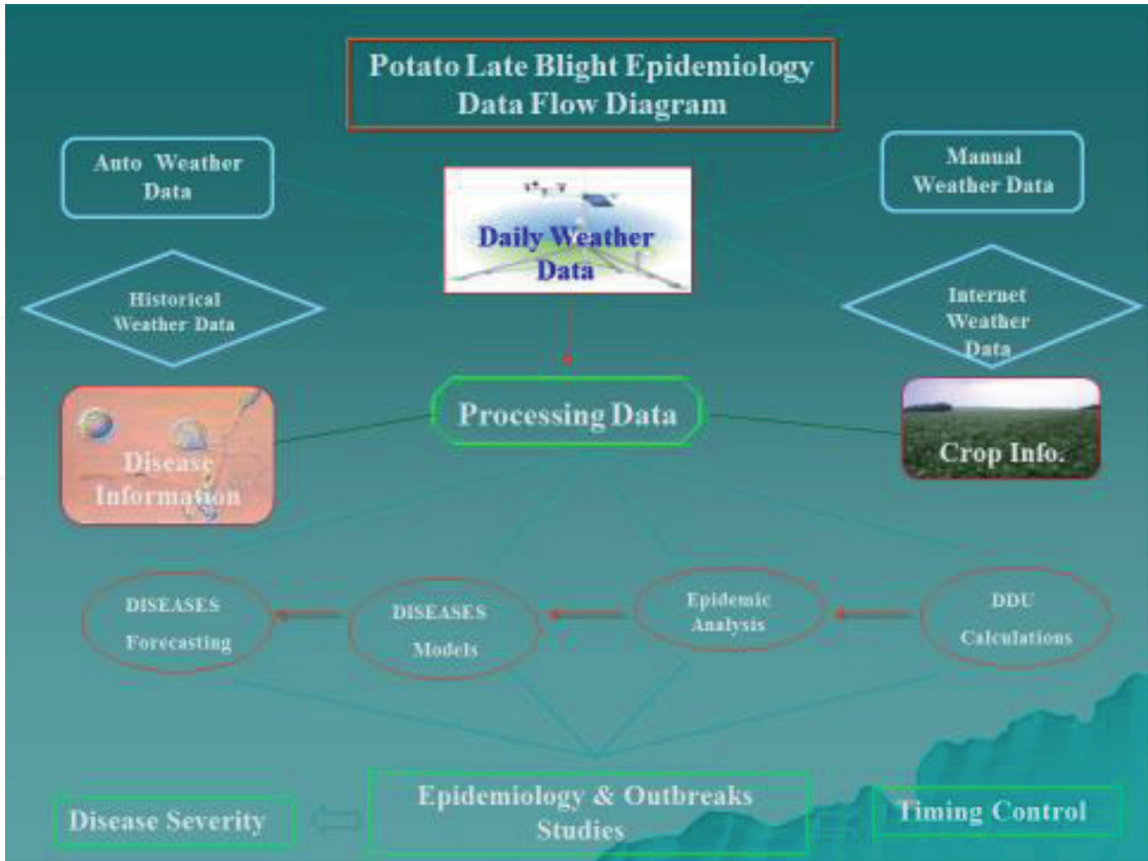 Potato Late Blight Epidemiology
Data Flow Diagram
Auto Weather
Data
Manual
Weather Data
Daily Weather
Data
Historical
Weather Data
Internet
Weather
Data
Processing Data
Disease
Information
Crop Info.
DISEASES
Forecasting
DISEASES
Models
Epidemic
Analysis
DDU
Calculations
Disease Severity
Epidemiology & Outbreaks
Studies
Timing Control